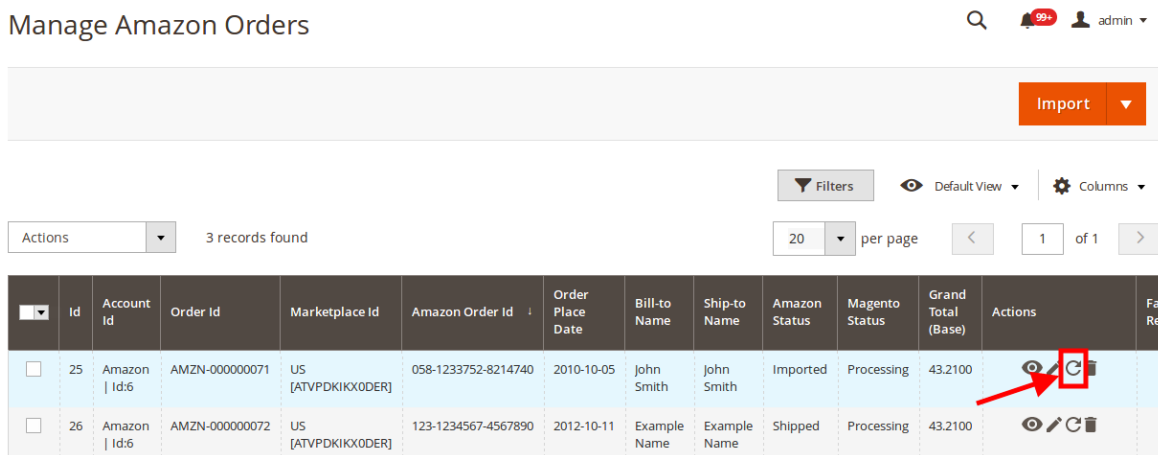 Manage Amazon Orders
99+ admin
Import
Filters Default View Columns
Actions 3 records found 20 per page 1 of 1
Id Account Id Order Id Marketplace Id Amazon Order Id ↓ Order Place Date Bill-to Name Ship-to Name Amazon Status Magento Status Grand Total (Base) Actions Fa Re
25 Amazon | Id:6 AMZN-000000071 US [ATVPDKIKX0DER] 058-1233752-8214740 2010-10-05 John Smith John Smith Imported Processing 43.2100
26 Amazon | Id:6 AMZN-000000072 US [ATVPDKIKX0DER] 123-1234567-4567890 2012-10-11 Example Name Example Name Shipped Processing 43.2100